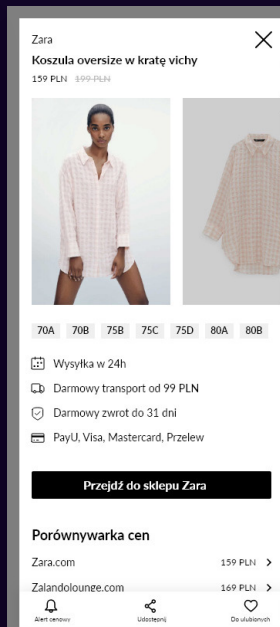 Zara
Koszula oversize w kratę vichy
159 PLN 199 PLN
70A 70B 75B 75C 75D 80A 80B
Wysyłka w 24h
Darmowy transport od 99 PLN
Darmowy zwrot do 31 dni
PayU, Visa, Mastercard, Przelew
Przejdź do sklepu Zara
Porównywarka cen
Zara.com 159 PLN
Zalandolounge.com 169 PLN
Alert cenowy Udostępnij Do ulubionych